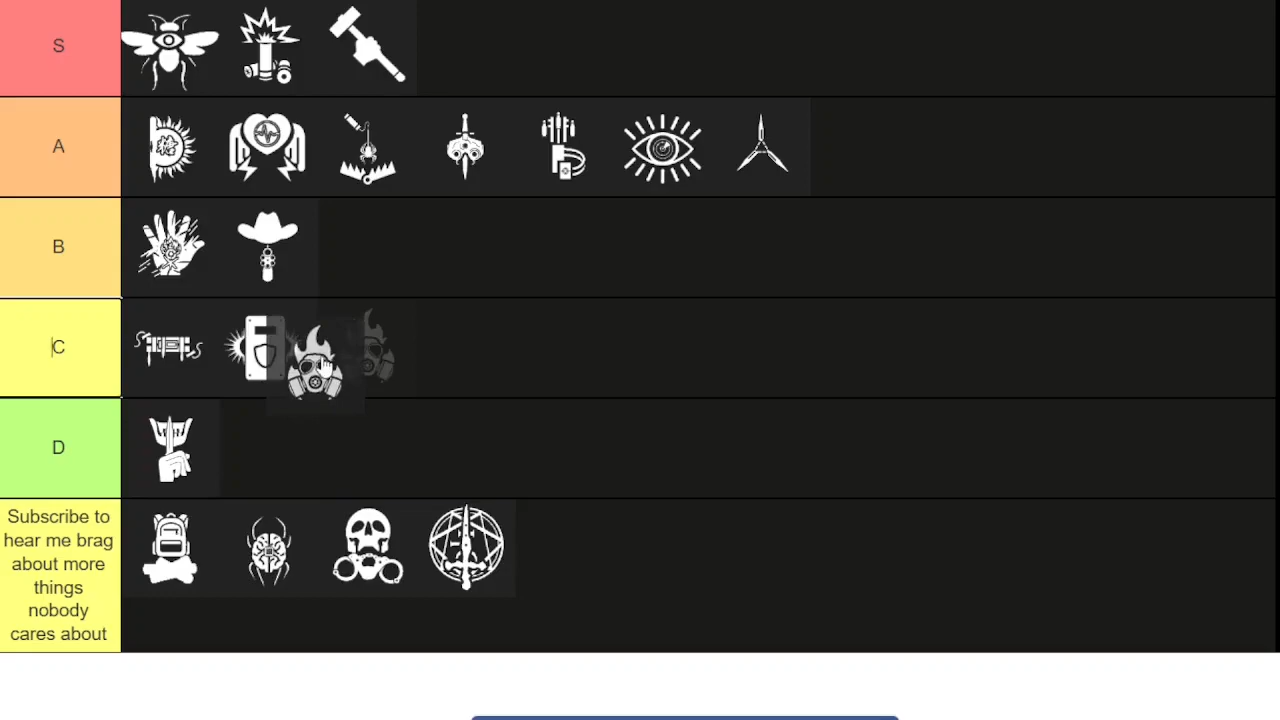 S
A
B
C
D
Subscribe to
hear me brag
about more
things
nobody
cares about